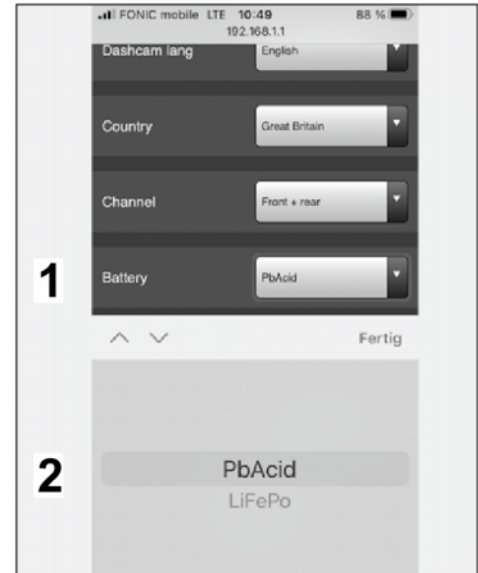 FONIC mobile LTE 10:49 88 %
192.168.1.1
Dashcam lang English
Country Great Britain
Channel Front + rear
1 Battery PbAcid
Fertig
2 PbAcid
LiFePo